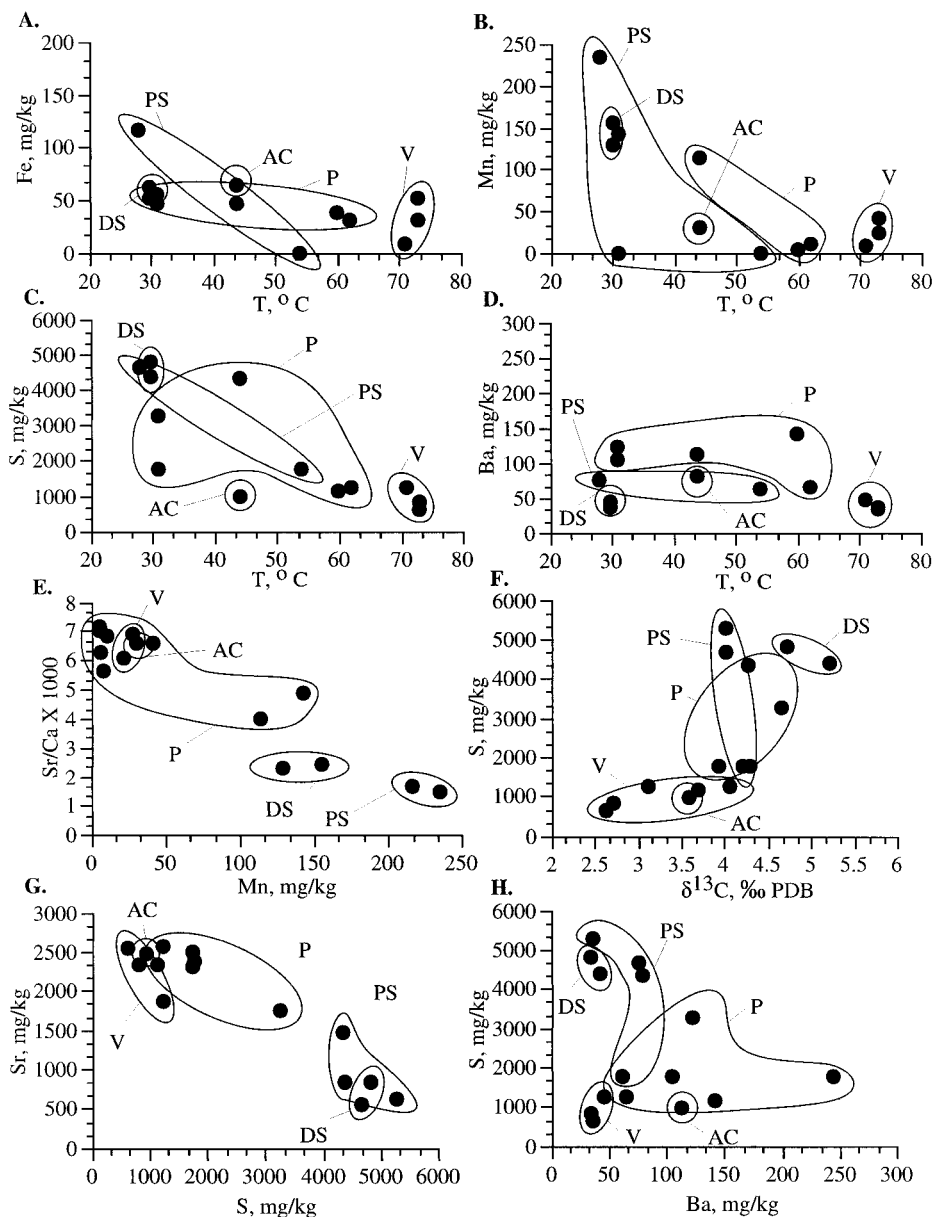 A.
200
150
100
50
0
Fe, mg/kg
PS
AC
P
V
DS
20 30 40 50 60 70 80
T, ° C
B.
250
200
150
100
50
0
Mn, mg/kg
PS
DS
AC
P
V
20 30 40 50 60 70 80
T, ° C
C.
6000
5000
4000
3000
2000
1000
0
S, mg/kg
DS
P
PS
V
AC
20 30 40 50 60 70 80
T, ° C
D.
300
250
200
150
100
50
0
Ba, mg/kg
P
PS
V
DS
AC
20 30 40 50 60 70 80
T, ° C
E.
8
7
6
5
4
3
2
1
0
Sr/Ca X 1000
V
AC
P
DS
PS
0 50 100 150 200 250
Mn, mg/kg
F.
6000
5000
4000
3000
2000
1000
0
S, mg/kg
PS
DS
P
V
AC
2 2.5 3 3.5 4 4.5 5 5.5 6
δ¹³C, ‰ PDB
G.
3000
2500
2000
1500
1000
500
0
Sr, mg/kg
AC
P
PS
V
DS
0 1000 2000 3000 4000 5000 6000
S, mg/kg
H.
6000
5000
4000
3000
2000
1000
0
S, mg/kg
PS
DS
P
V
AC
0 50 100 150 200 250 300
Ba, mg/kg